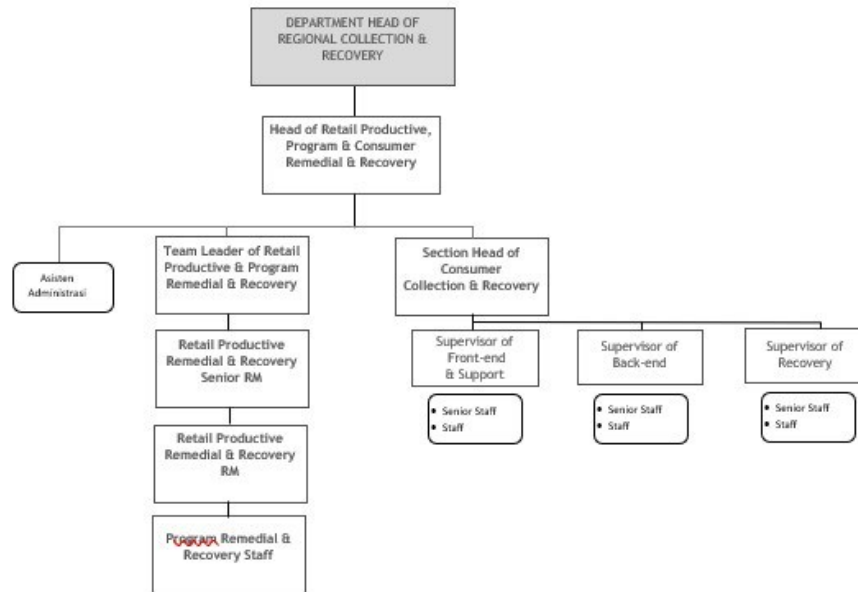 DEPARTMENT HEAD OF
REGIONAL COLLECTION &
RECOVERY
Head of Retail Productive,
Program & Consumer
Remedial & Recovery
Asisten
Administrasi
Team Leader of Retail
Productive & Program
Remedial & Recovery
Section Head of
Consumer
Collection & Recovery
Retail Productive
Remedial & Recovery
Senior RM
Retail Productive
Remedial & Recovery
RM
Program Remedial &
Recovery Staff
Supervisor of
Front-end
& Support
• Senior Staff
• Staff
Supervisor of
Back-end
• Senior Staff
• Staff
Supervisor of
Recovery
• Senior Staff
• Staff